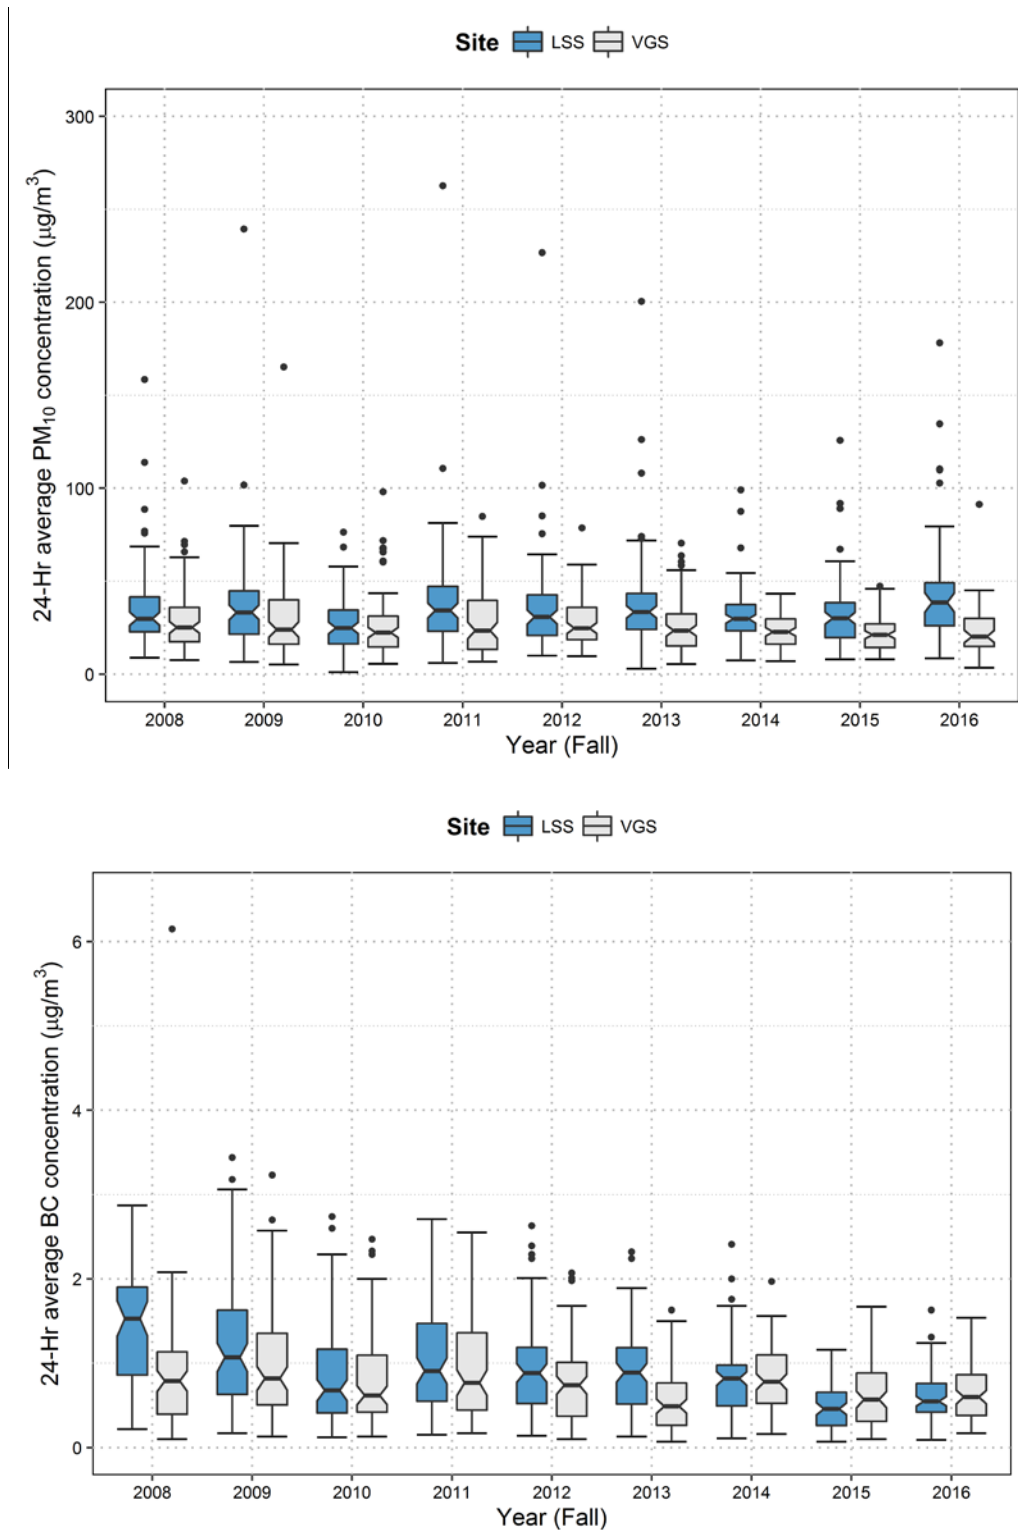 Site LSS VGS
24-Hr average PM₁₀ concentration (μg/m³)
300
200
100
0
2008 2009 2010 2011 2012 2013 2014 2015 2016
Year (Fall)
Site LSS VGS
24-Hr average BC concentration (μg/m³)
6
4
2
0
2008 2009 2010 2011 2012 2013 2014 2015 2016
Year (Fall)